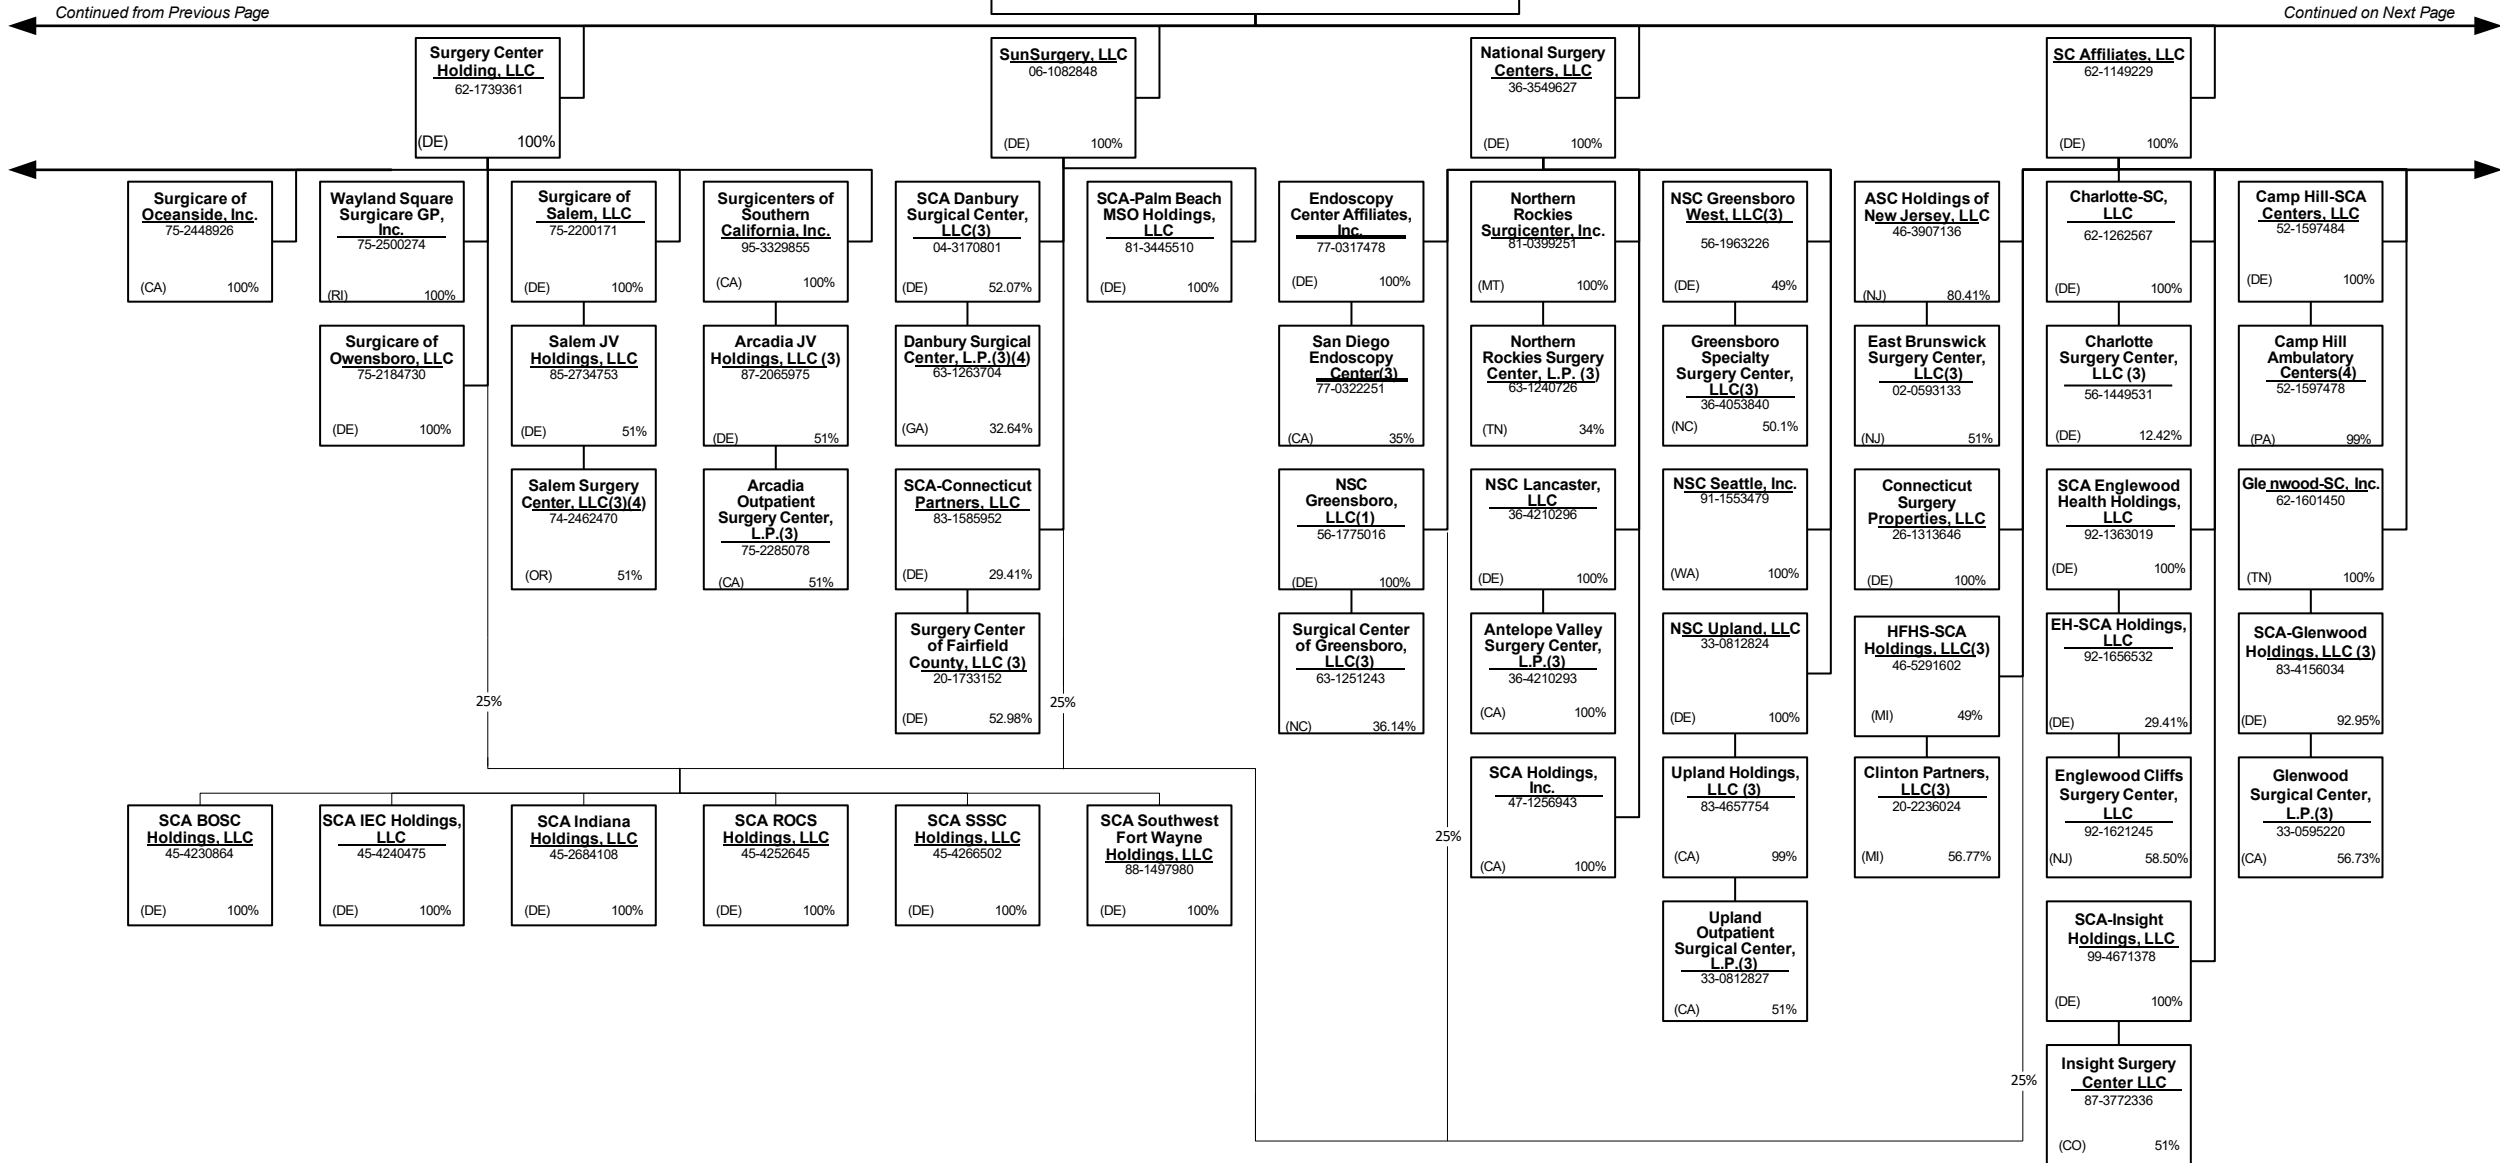 Continued from Previous Page
Continued on Next Page
Surgery Center
Holding, LLC
62-1739361
(DE) 100%
SunSurgery, LLC
06-1082848
(DE) 100%
National Surgery
Centers, LLC
36-3549627
(DE) 100%
SC Affiliates, LLC
62-1149229
(DE) 100%
Surgicare of
Oceanside, Inc.
75-2448926
(CA) 100%
Wayland Square
Surgicare GP,
Inc.
75-2500274
(RI) 100%
Surgicare of
Salem, LLC
75-2200171
(DE) 100%
Surgicenters of
Southern
California, Inc.
95-3329855
(CA) 100%
SCA Danbury
Surgical Center,
LLC(3)
04-3170801
(DE) 52.07%
SCA-Palm Beach
MSO Holdings,
LLC
81-3445510
(DE) 100%
Endoscopy
Center Affiliates,
Inc.
77-0317478
(DE) 100%
Northern
Rockies
Surgicenter, Inc.
81-0399251
(MT) 100%
NSC Greensboro
West, LLC(3)
56-1963226
(DE) 49%
ASC Holdings of
New Jersey, LLC
46-3907136
(NJ) 80.41%
Charlotte-SC,
LLC
62-1262567
(DE) 100%
Camp Hill-SCA
Centers, LLC
52-1597484
(DE) 100%
Surgicare of
Owensboro, LLC
75-2184730
(DE) 100%
Salem JV
Holdings, LLC
85-2734753
(DE) 51%
Arcadia JV
Holdings, LLC (3)
87-2065975
(DE) 51%
Danbury Surgical
Center, L.P.(3)(4)
63-1263704
(GA) 32.64%
San Diego
Endoscopy
Center(3)
77-0322251
(CA) 35%
Northern
Rockies Surgery
Center, L.P. (3)
63-1240726
(TN) 34%
Greensboro
Specialty
Surgery Center,
LLC(3)
36-4053840
(NC) 50.1%
East Brunswick
Surgery Center,
LLC(3)
02-0593133
(NJ) 51%
Charlotte
Surgery Center,
LLC (3)
56-1449531
(DE) 12.42%
Camp Hill
Ambulatory
Centers(4)
52-1597478
(PA) 99%
Salem Surgery
Center, LLC(3)(4)
74-2462470
(OR) 51%
Arcadia
Outpatient
Surgery Center,
L.P.(3)
75-2285078
(CA) 51%
SCA-Connecticut
Partners, LLC
83-1585952
(DE) 29.41%
NSC
Greensboro,
LLC(1)
56-1775016
(DE) 100%
NSC Lancaster,
LLC
36-4210296
(DE) 100%
NSC Seattle, Inc.
91-1553479
(WA) 100%
Connecticut
Surgery
Properties, LLC
26-1313646
(DE) 100%
SCA Englewood
Health Holdings,
LLC
92-1363019
(DE) 100%
Glenwood-SC, Inc.
62-1601450
(TN) 100%
Surgery Center
of Fairfield
County, LLC (3)
20-1733152
(DE) 52.98%
Surgical Center
of Greensboro,
LLC(3)
63-1251243
(NC) 36.14%
Antelope Valley
Surgery Center,
L.P.(3)
36-4210293
(CA) 100%
NSC Upland, LLC
33-0812824
(DE) 100%
HFHS-SCA
Holdings, LLC(3)
46-5291602
(MI) 49%
EH-SCA Holdings,
LLC
92-1656532
(DE) 29.41%
SCA-Glenwood
Holdings, LLC (3)
83-4156034
(DE) 92.95%
25%
25%
SCA Holdings,
Inc.
47-1256943
(CA) 100%
Upland Holdings,
LLC (3)
83-4657754
(CA) 99%
Clinton Partners,
LLC(3)
20-2236024
(MI) 56.77%
Englewood Cliffs
Surgery Center,
LLC
92-1621245
(NJ) 58.50%
Glenwood
Surgical Center,
L.P.(3)
33-0595220
(CA) 56.73%
25%
SCA BOSC
Holdings, LLC
45-4230864
(DE) 100%
SCA IEC Holdings,
LLC
45-4240475
(DE) 100%
SCA Indiana
Holdings, LLC
45-2684108
(DE) 100%
SCA ROCS
Holdings, LLC
45-4252645
(DE) 100%
SCA SSSC
Holdings, LLC
45-4266502
(DE) 100%
SCA Southwest
Fort Wayne
Holdings, LLC
88-1497980
(DE) 100%
Upland
Outpatient
Surgical Center,
L.P.(3)
33-0812827
(CA) 51%
SCA-Insight
Holdings, LLC
99-4671378
(DE) 100%
25%
Insight Surgery
Center LLC
87-3772336
(CO) 51%